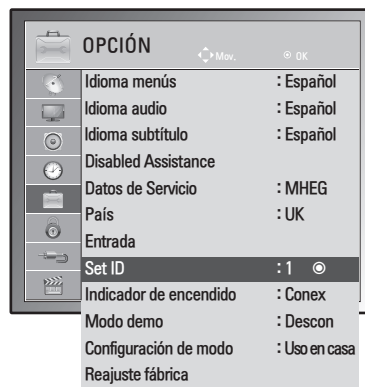 OPCIÓN
Mov.
OK
Idioma menús : Español
Idioma audio : Español
Idioma subtítulo : Español
Disabled Assistance
Datos de Servicio : MHEG
País : UK
Entrada
Set ID : 1
Indicador de encendido : Conex
Modo demo : Descon
Configuración de modo : Uso en casa
Reajuste fábrica